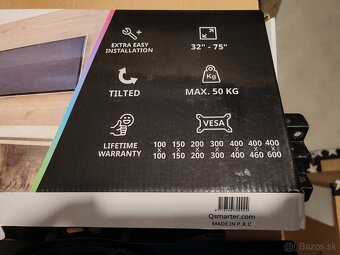 EXTRA EASY
INSTALLATION
32" - 75"
TILTED
Kg
MAX. 50 KG
LIFETIME
WARRANTY
VESA
100 150 200 300 400 400 400
x x x x x x x
100 150 200 300 400 460 600
Qsmarter.com
MADE IN P.R.C
bazos.sk